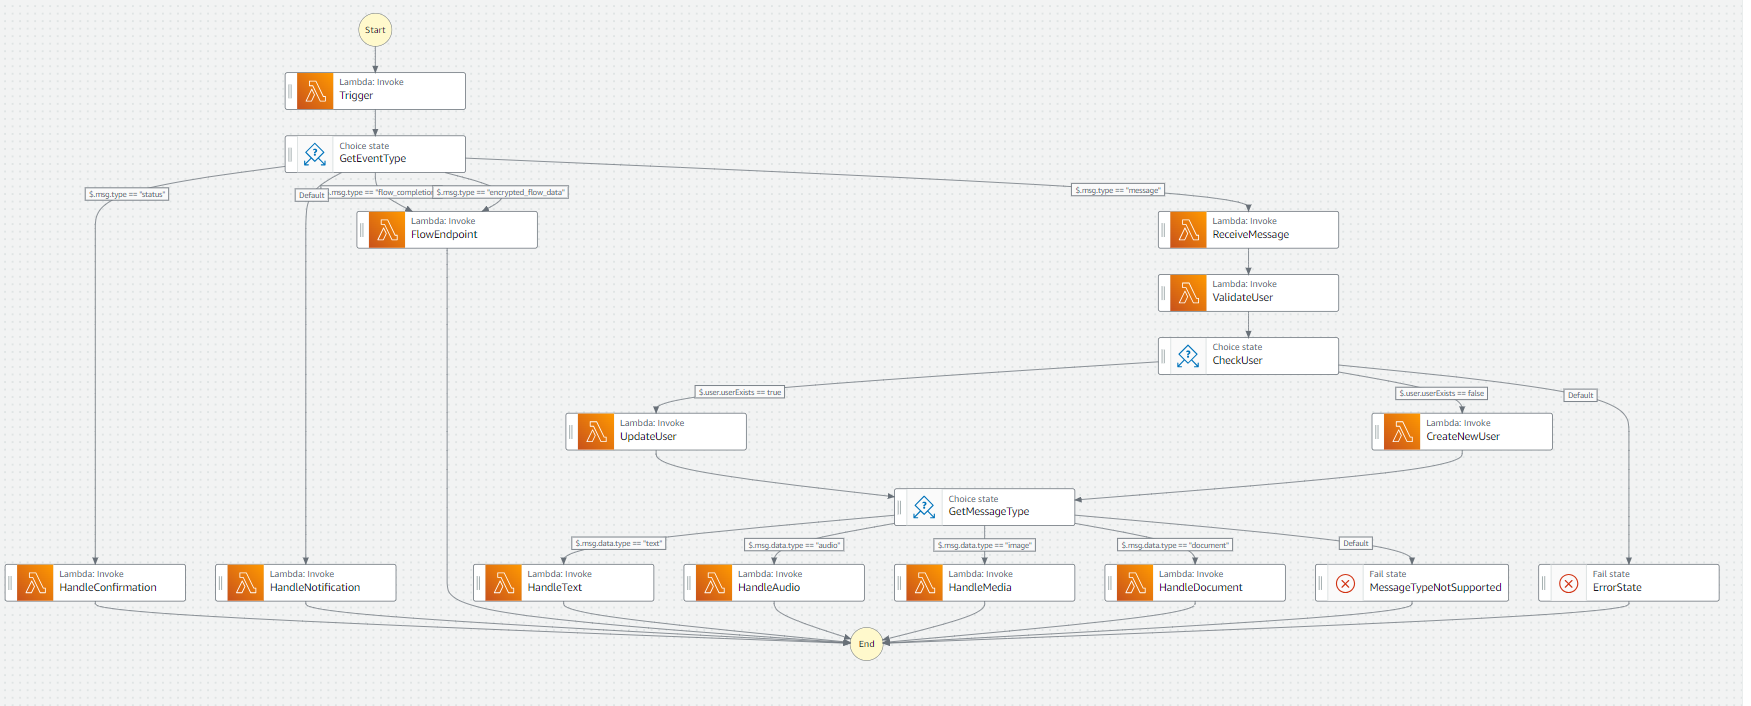 Start
Lambda: Invoke
Trigger
Choice state
GetEventType
$.msg.type == "status"
Default
.msg.type == "flow_completio
$.msg.type == "encrypted_flow_data"
$.msg.type == "message"
Lambda: Invoke
FlowEndpoint
Lambda: Invoke
ReceiveMessage
Lambda: Invoke
ValidateUser
Choice state
CheckUser
$.user.userExists == true
$.user.userExists == false
Default
Lambda: Invoke
UpdateUser
Lambda: Invoke
CreateNewUser
Choice state
GetMessageType
$.msg.data.type == "text"
$.msg.data.type == "audio"
$.msg.data.type == "image"
$.msg.data.type == "document"
Default
Lambda: Invoke
HandleConfirmation
Lambda: Invoke
HandleNotification
Lambda: Invoke
HandleText
Lambda: Invoke
HandleAudio
Lambda: Invoke
HandleMedia
Lambda: Invoke
HandleDocument
Fail state
MessageTypeNotSupported
Fail state
ErrorState
End